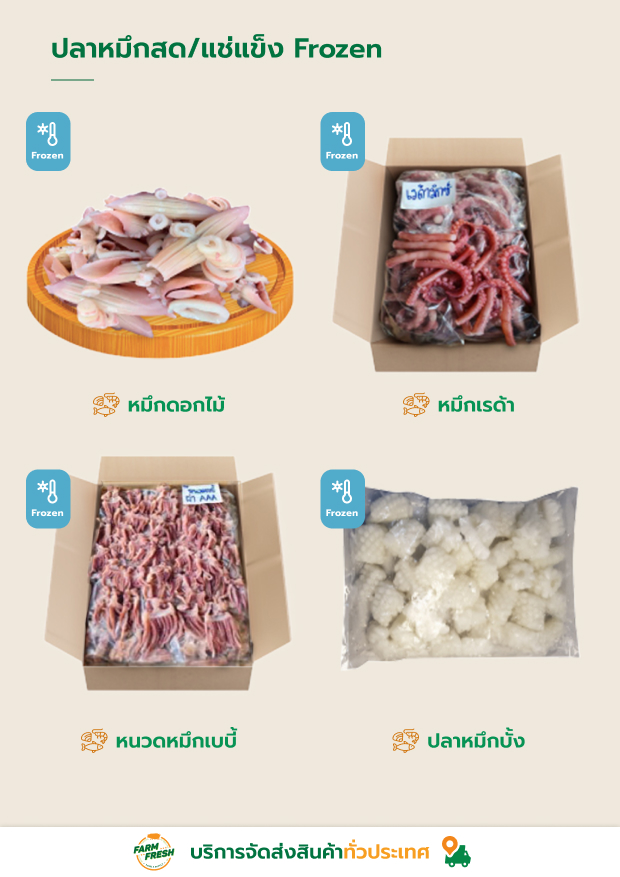 ปลาหมึกสด/แช่แข็ง Frozen
Frozen
Frozen
หมึกดอกไม้
หมึกเรด้า
Frozen
AAA
Frozen
หนวดหมึกเบบี้
ปลาหมึกบั้ง
FARM
FRESH
บริการจัดส่งสินค้าทั่วประเทศ